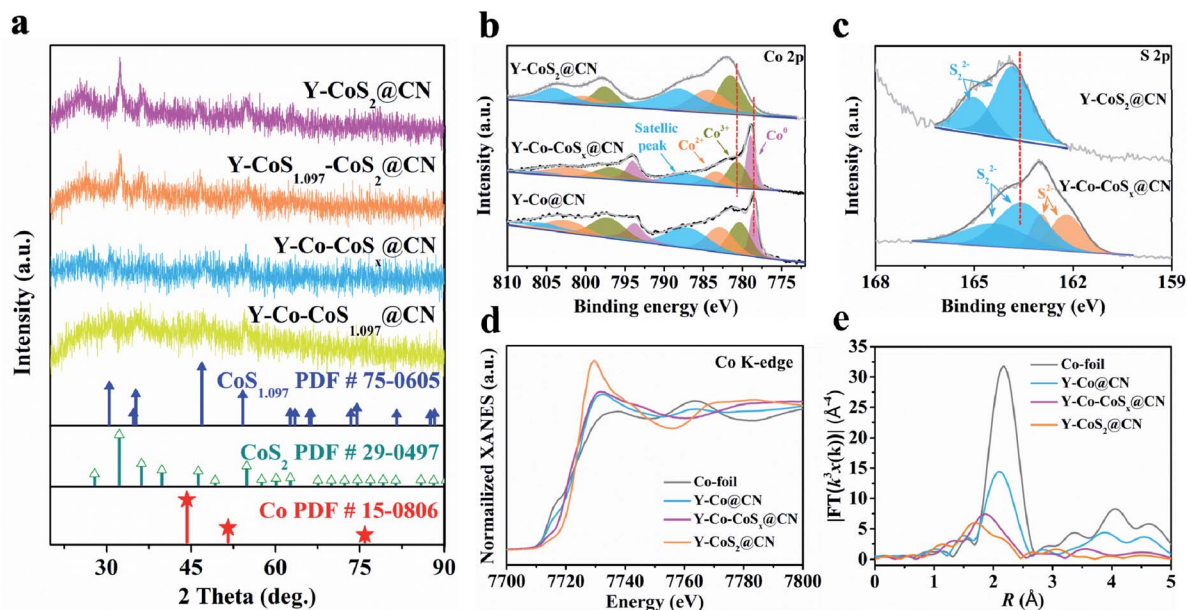 a
Y-CoS2@CN
Y-CoS1.097-CoS2@CN
Y-Co-CoSx@CN
Y-Co-CoS1.097@CN
CoS1.097 PDF # 75-0605
CoS2 PDF # 29-0497
Co PDF # 15-0806
Intensity (a.u.)
30 45 60 75 90
2 Theta (deg.)
b
Co 2p
Y-CoS2@CN
Satellic
peak
Co2+
Co3+
Co0
Y-Co-CoSx@CN
Y-Co@CN
Intensity (a.u.)
810 805 800 795 790 785 780 775
Binding energy (eV)
c
S 2p
S22-
Y-CoS2@CN
S22-
S2-
Y-Co-CoSx@CN
Intensity (a.u.)
168 165 162 159
Binding energy (eV)
d
Co K-edge
Co-foil
Y-Co@CN
Y-Co-CoSx@CN
Y-CoS2@CN
Normailized XANES (a.u.)
7700 7720 7740 7760 7780 7800
Energy (eV)
e
Co-foil
Y-Co@CN
Y-Co-CoSx@CN
Y-CoS2@CN
|FT(k3x(k))| (Å-4)
35
30
25
20
15
10
5
0
0 1 2 3 4 5
R (Å)